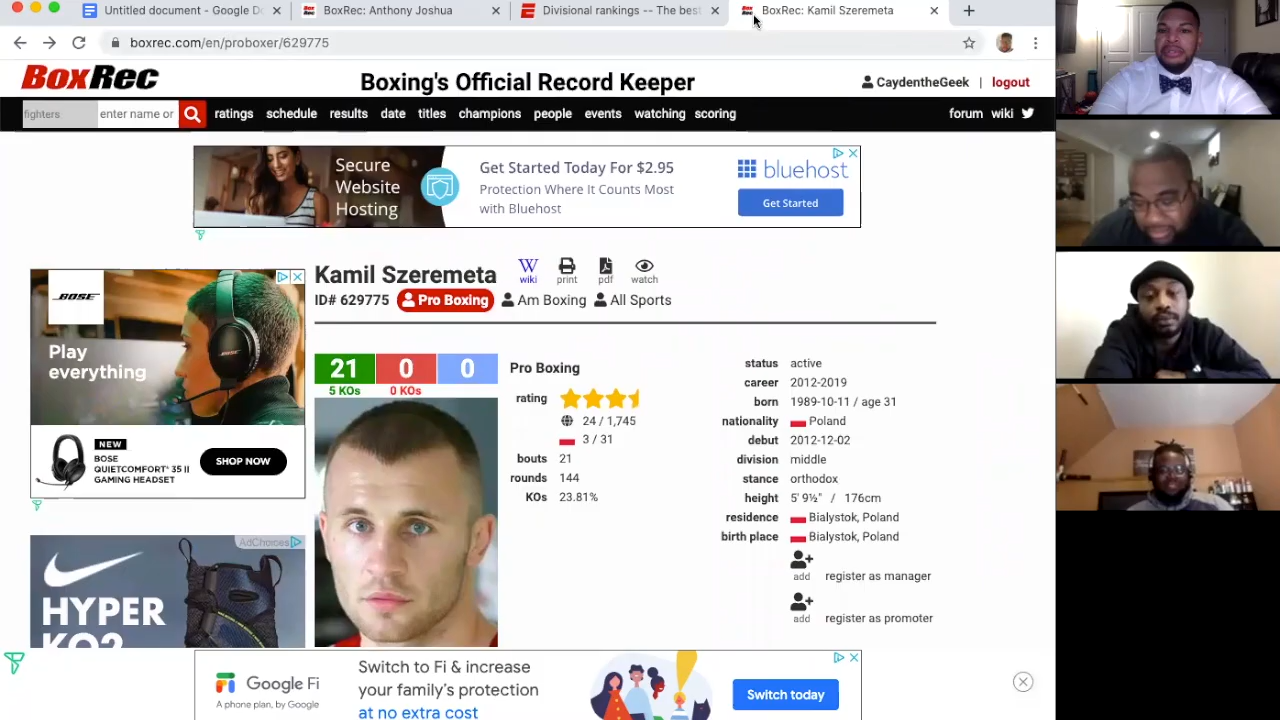 Untitled document - Google Do
BoxRec: Anthony Joshua
Divisional rankings -- The best
BoxRec: Kamil Szeremeta
boxrec.com/en/proboxer/629775
BoxRec
Boxing's Official Record Keeper
CaydentheGeek | logout
fighters enter name or ratings schedule results date titles champions people events watching scoring forum wiki
Secure
Website
Hosting
Get Started Today For $2.95
Protection Where It Counts Most
with Bluehost
bluehost
Get Started
Kamil Szeremeta
wiki print pdf watch
ID# 629775 Pro Boxing Am Boxing All Sports
BOSE
Play
everything
NEW
BOSE
QUIETCOMFORT 35 II
GAMING HEADSET
SHOP NOW
AdChoices
HYPER
KO2
21 0 0
5 KOs 0 KOs
Pro Boxing
rating
24 / 1,745
3 / 31
bouts 21
rounds 144
KOs 23.81%
status active
career 2012-2019
born 1989-10-11 / age 31
nationality Poland
debut 2012-12-02
division middle
stance orthodox
height 5' 9½" / 176cm
residence Bialystok, Poland
birth place Bialystok, Poland
add register as manager
add register as promoter
Google Fi
A phone plan, by Google
Switch to Fi & increase
your family's protection
at no extra cost
Switch today